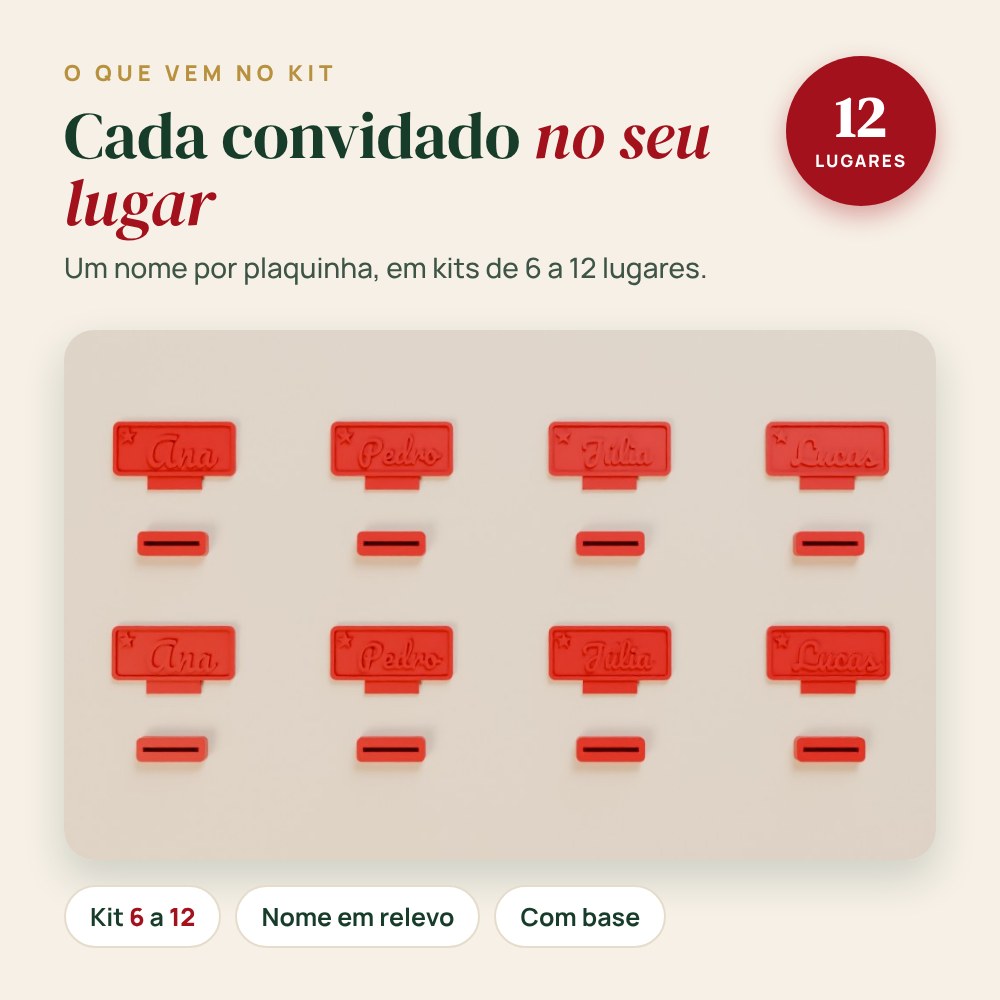 O QUE VEM NO KIT
Cada convidado no seu
lugar
Um nome por plaquinha, em kits de 6 a 12 lugares.
12
LUGARES
Ana
Pedro
Júlia
Lucas
Ana
Pedro
Júlia
Lucas
Kit 6 a 12
Nome em relevo
Com base